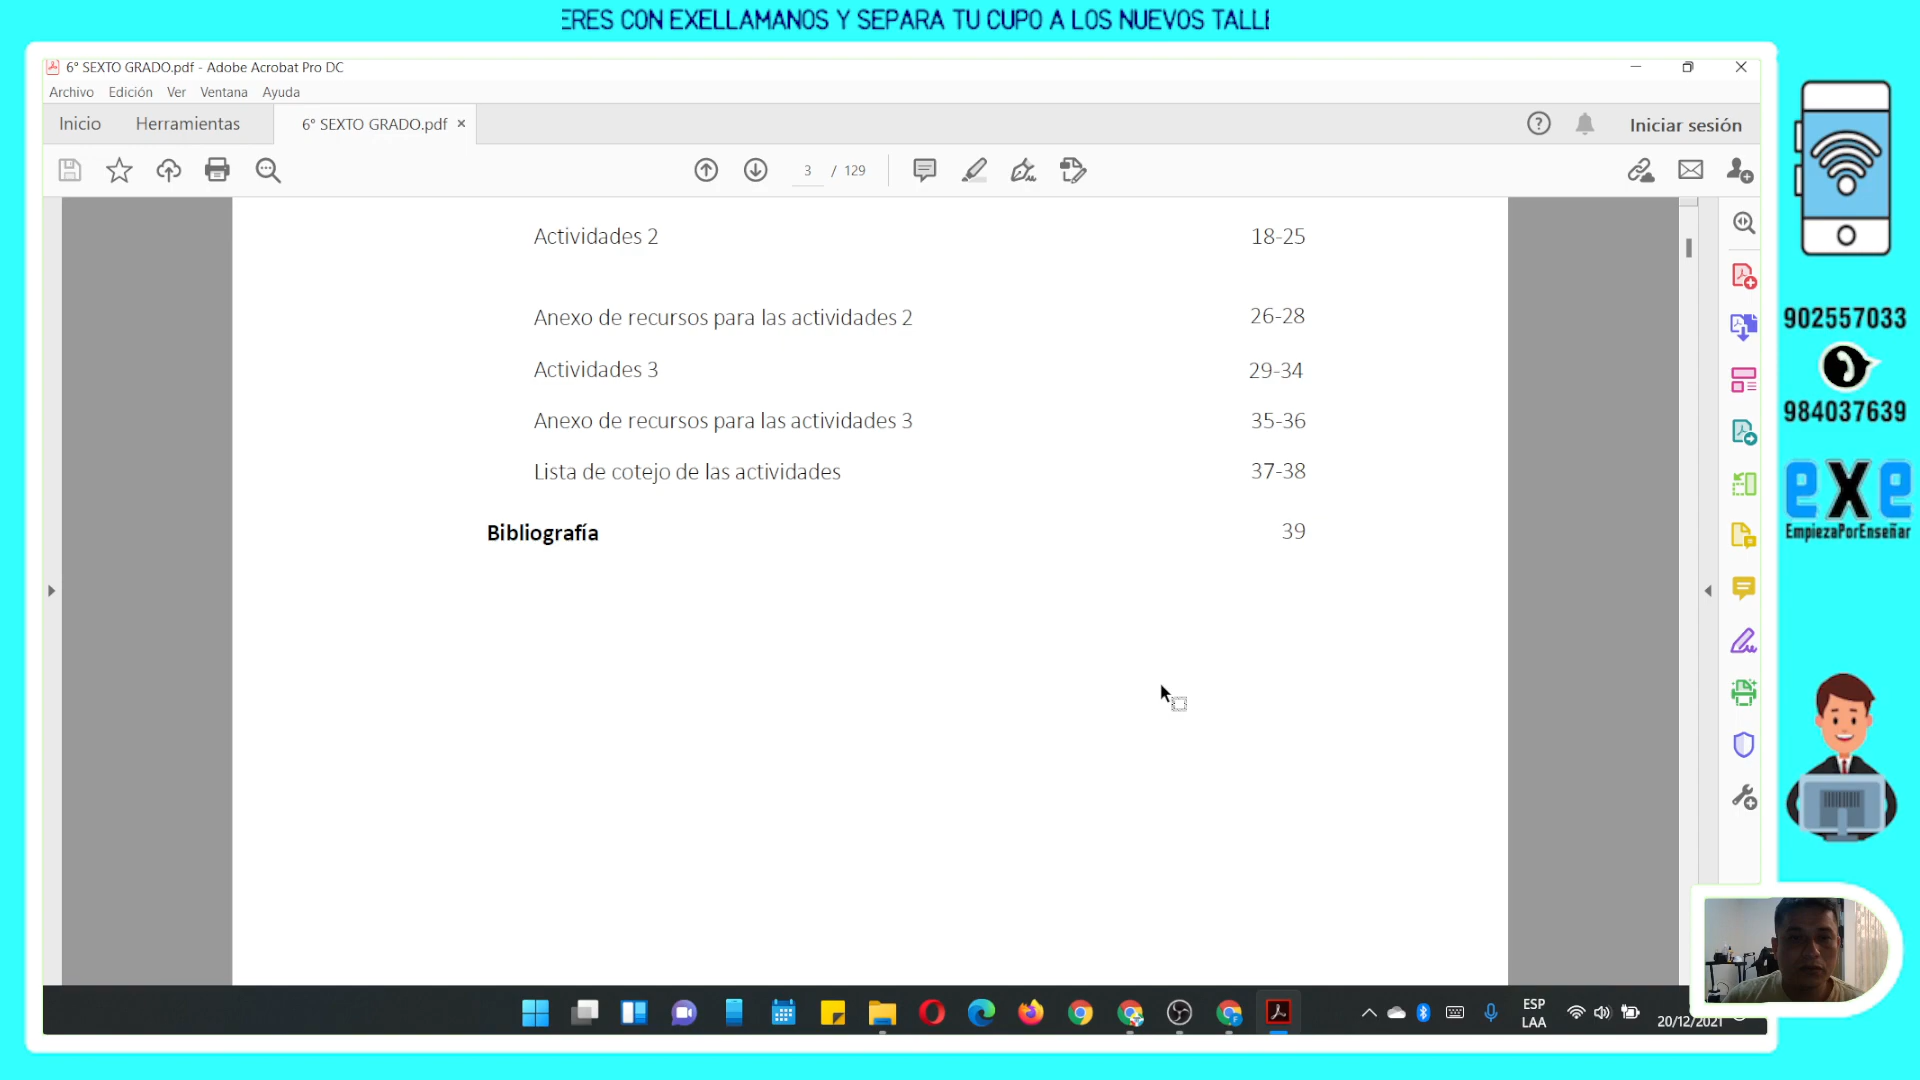 ERES CON EXELLAMANOS Y SEPARA TU CUPO A LOS NUEVOS TALLE
6° SEXTO GRADO.pdf - Adobe Acrobat Pro DC
Archivo Edición Ver Ventana Ayuda
Inicio Herramientas 6° SEXTO GRADO.pdf × Iniciar sesión
3 / 129
Actividades 2 18-25
Anexo de recursos para las actividades 2 26-28
Actividades 3 29-34
Anexo de recursos para las actividades 3 35-36
Lista de cotejo de las actividades 37-38
Bibliografía 39
902557033
984037639
exe
EmpiezaPorEnseñar
ESP
LAA
20/12/2021